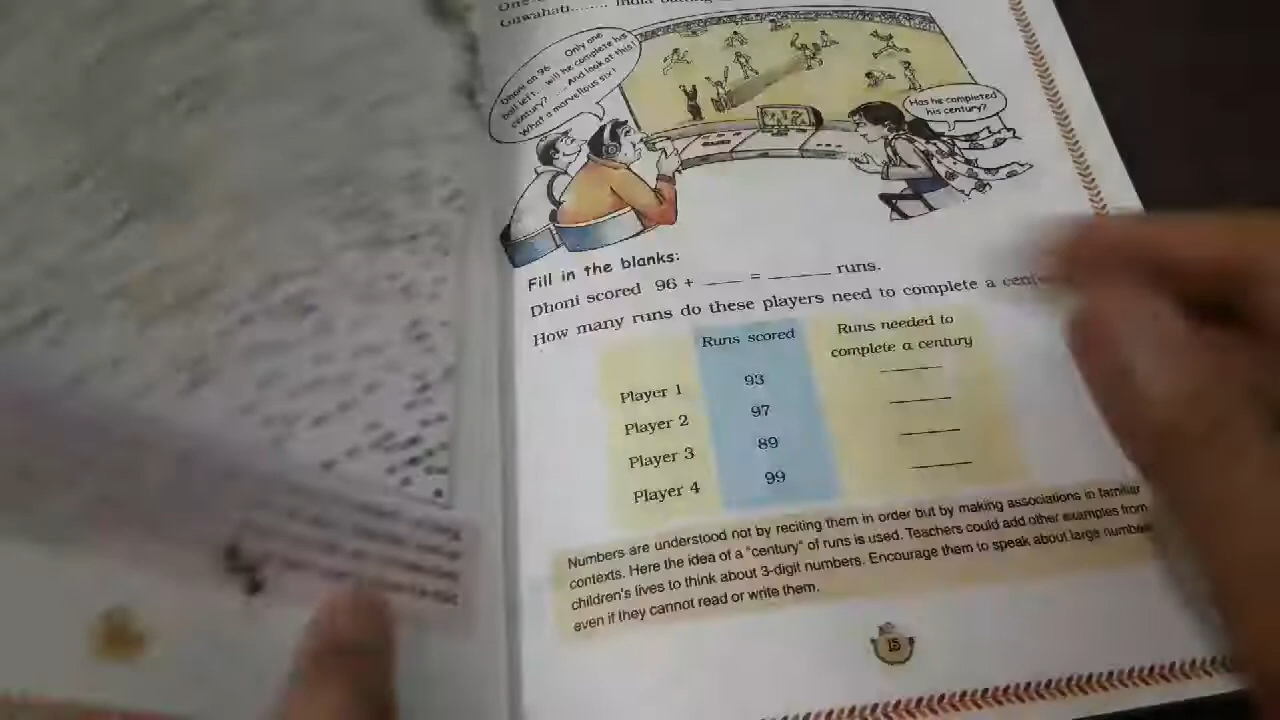 Guwahati........ India
Dhoni on 96 Only one
ball left... will he complete his
century? ..... And look at this!
What a marvellous six!
Has he completed
his century?
Fill in the blanks:
Dhoni scored 96 + ___ = _____ runs.
How many runs do these players need to complete a
Runs scored Runs needed to
complete a century
Player 1 93 _____
Player 2 97 _____
Player 3 89 _____
Player 4 99 _____
Numbers are understood not by reciting them in order but by making associations in familiar
contexts. Here the idea of a "century" of runs is used. Teachers could add other examples from
children's lives to think about 3-digit numbers. Encourage them to speak about large
even if they cannot read or write them.
15